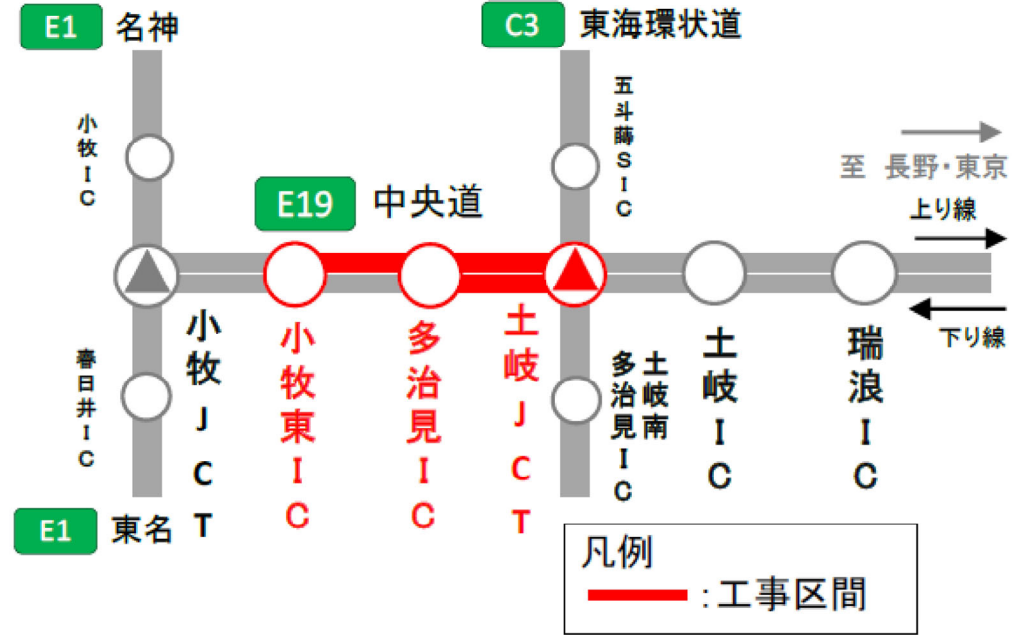 E1 名神
C3 東海環状道
小牧IC
五斗蒔SIC
至 長野・東京
E19 中央道
上り線
下り線
小牧JCT
小牧東IC
多治見IC
土岐JCT
土岐IC
瑞浪IC
春日井IC
土岐南
多治見IC
E1 東名
凡例
:工事区間